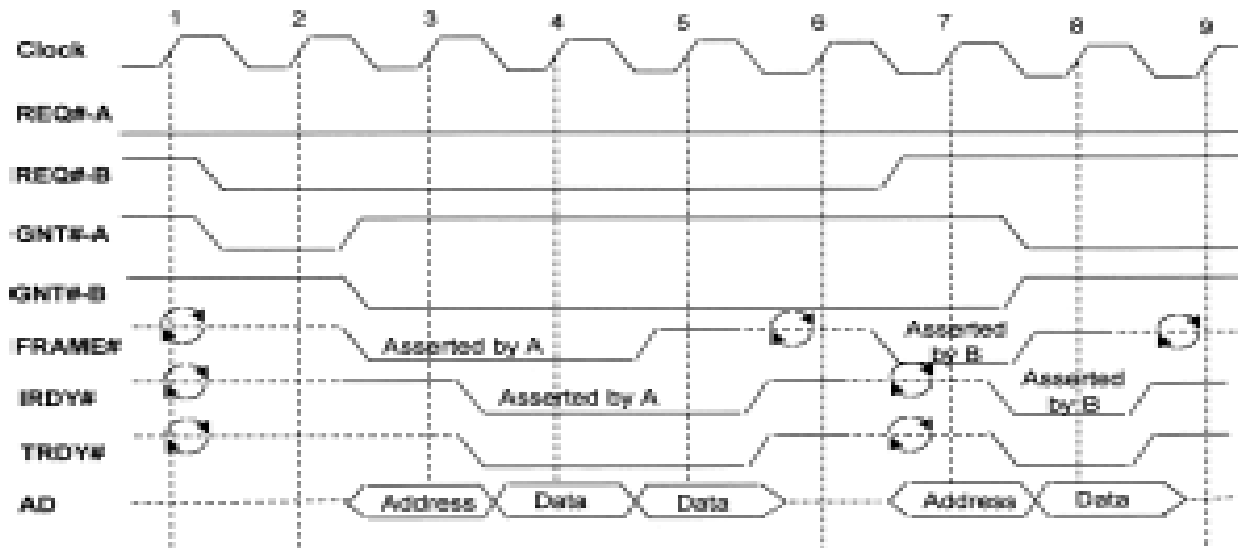 1 2 3 4 5 6 7 8 9
Clock
REQ#-A
REQ#-B
GNT#-A
GNT#-B
FRAME# Asserted by A Asserted by B
IRDY# Asserted by A Asserted by B
TRDY#
AD Address Data Data Address Data